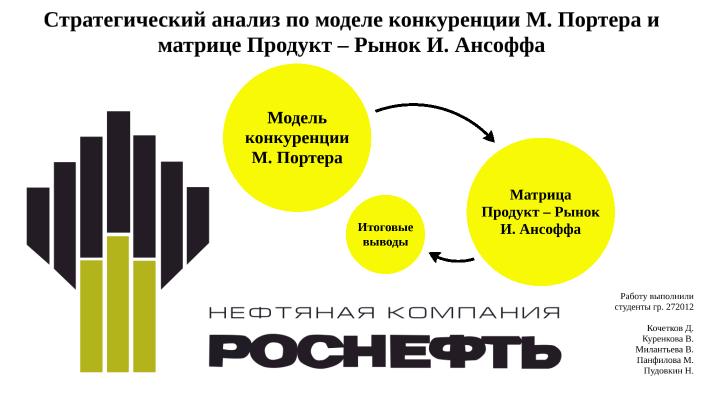 Стратегический анализ по моделе конкуренции М. Портера и
матрице Продукт – Рынок И. Ансоффа
Модель
конкуренции
М. Портера
Матрица
Продукт – Рынок
И. Ансоффа
Итоговые
выводы
НЕФТЯНАЯ КОМПАНИЯ
РОСНЕФТЬ
Работу выполнили
студенты гр. 272012
Кочетков Д.
Куренкова В.
Милантьева В.
Панфилова М.
Пудовкин Н.